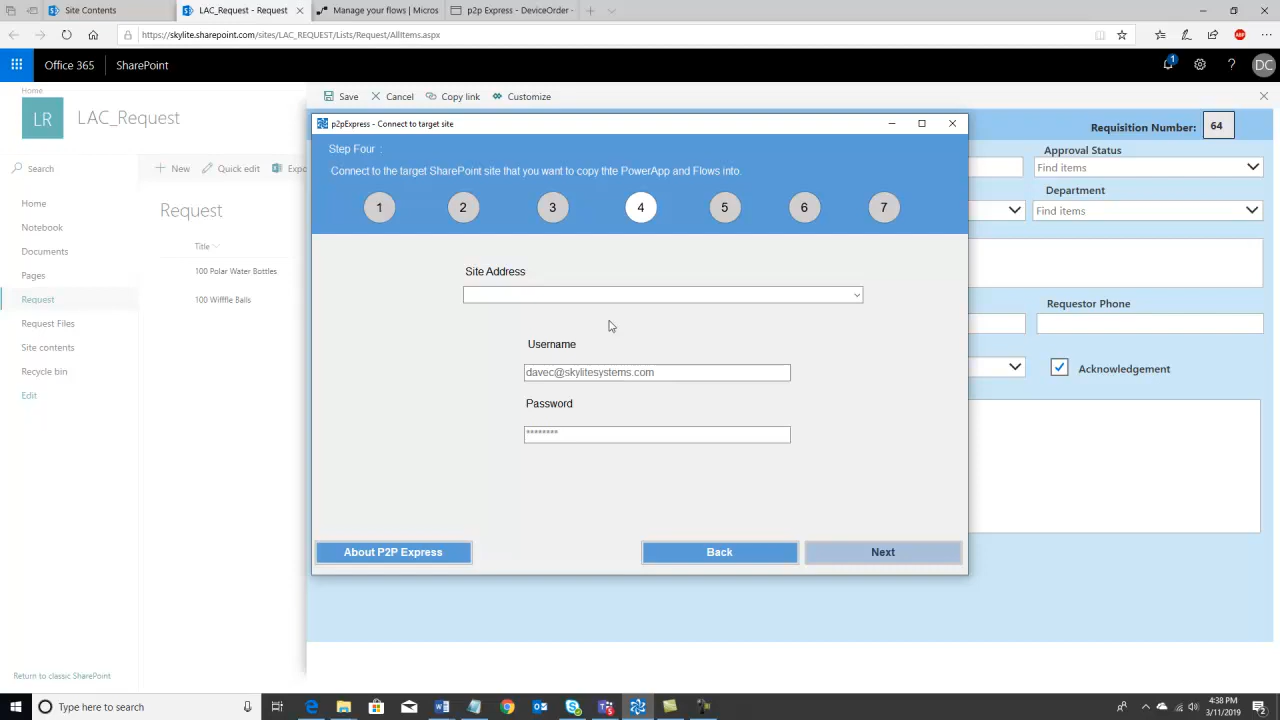 Site Contents
LAC_Request - Request
Manage your flows | Micros
p2p Express - DeviceOrder -
https://skylite.sharepoint.com/sites/LAC_REQUEST/Lists/Request/AllItems.aspx
ABP
Office 365
SharePoint
1
?
DC
Home
LR
LAC_Request
Save
Cancel
Copy link
Customize
Requisition Number:
64
Search
New
Quick edit
Expo
Approval Status
Find items
Department
Find items
Home
Notebook
Documents
Pages
Request
Request Files
Site contents
Recycle bin
Edit
Request
Title
100 Polar Water Bottles
100 Wifffle Balls
p2pExpress - Connect to target site
Step Four :
Connect to the target SharePoint site that you want to copy thte PowerApp and Flows into.
1
2
3
4
5
6
7
Site Address
Username
davec@skylitesystems.com
Password
********
About P2P Express
Back
Next
Requestor Phone
Acknowledgement
Return to classic SharePoint
Type here to search
4:38 PM
3/11/2019
2